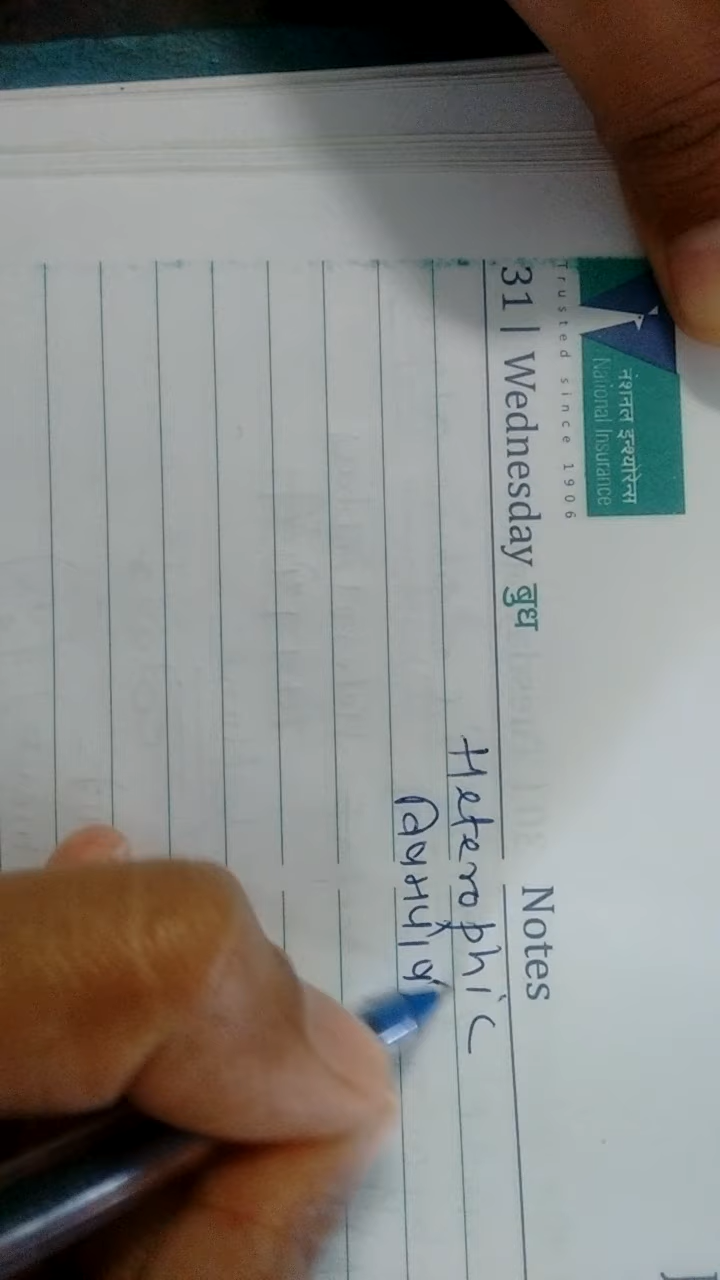 नेशनल इन्श्योरेन्स
National Insurance
Trusted since 1906
31 | Wednesday बुध
Notes
Heterophic